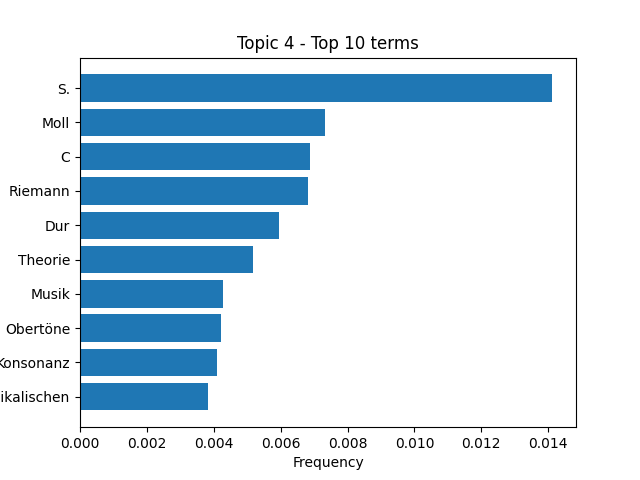 Topic 4 - Top 10 terms
S.
Moll
C
Riemann
Dur
Theorie
Musik
Obertöne
Konsonanz
ikalischen
0.000 0.002 0.004 0.006 0.008 0.010 0.012 0.014
Frequency